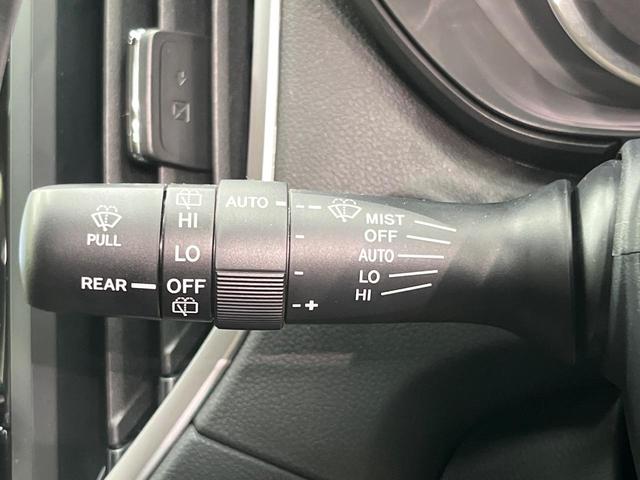 PULL
REAR
HI
LO
OFF
AUTO
- -
-
-
- +
MIST
OFF
AUTO
LO
HI